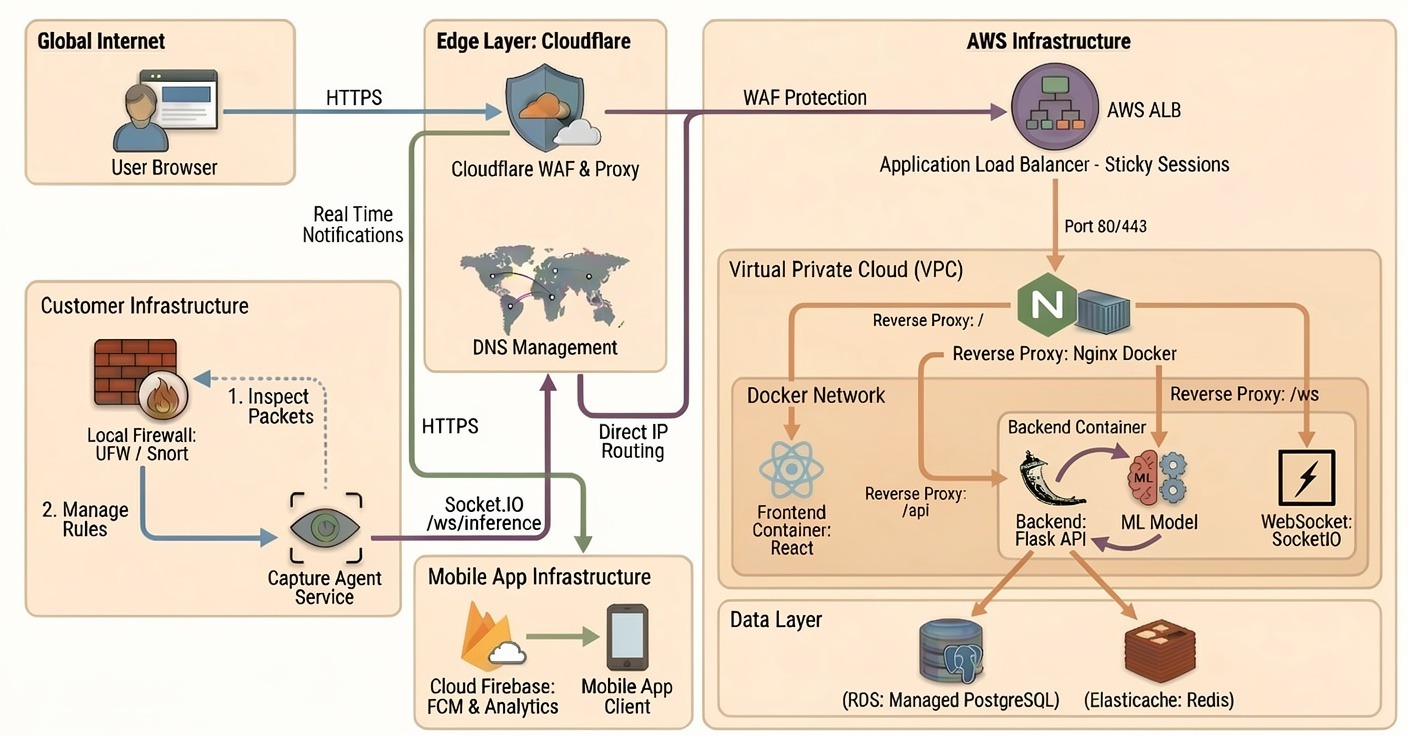 Global Internet
HTTPS
User Browser
Edge Layer: Cloudflare
Cloudflare WAF & Proxy
Real Time
Notifications
DNS Management
HTTPS
Direct IP
Routing
Socket.IO
/ws/inference
Customer Infrastructure
1. Inspect
Packets
Local Firewall:
UFW / Snort
2. Manage
Rules
Capture Agent
Service
Mobile App Infrastructure
Cloud Firebase:
FCM & Analytics
Mobile App
Client
AWS Infrastructure
WAF Protection
AWS ALB
Application Load Balancer - Sticky Sessions
Port 80/443
Virtual Private Cloud (VPC)
N
Reverse Proxy: /
Reverse Proxy: Nginx Docker
Docker Network
Reverse Proxy: /ws
Backend Container
ML
Frontend
Container:
React
Reverse Proxy:
/api
Backend:
Flask API
ML Model
WebSocket:
SocketIO
Data Layer
(RDS: Managed PostgreSQL)
(Elasticache: Redis)